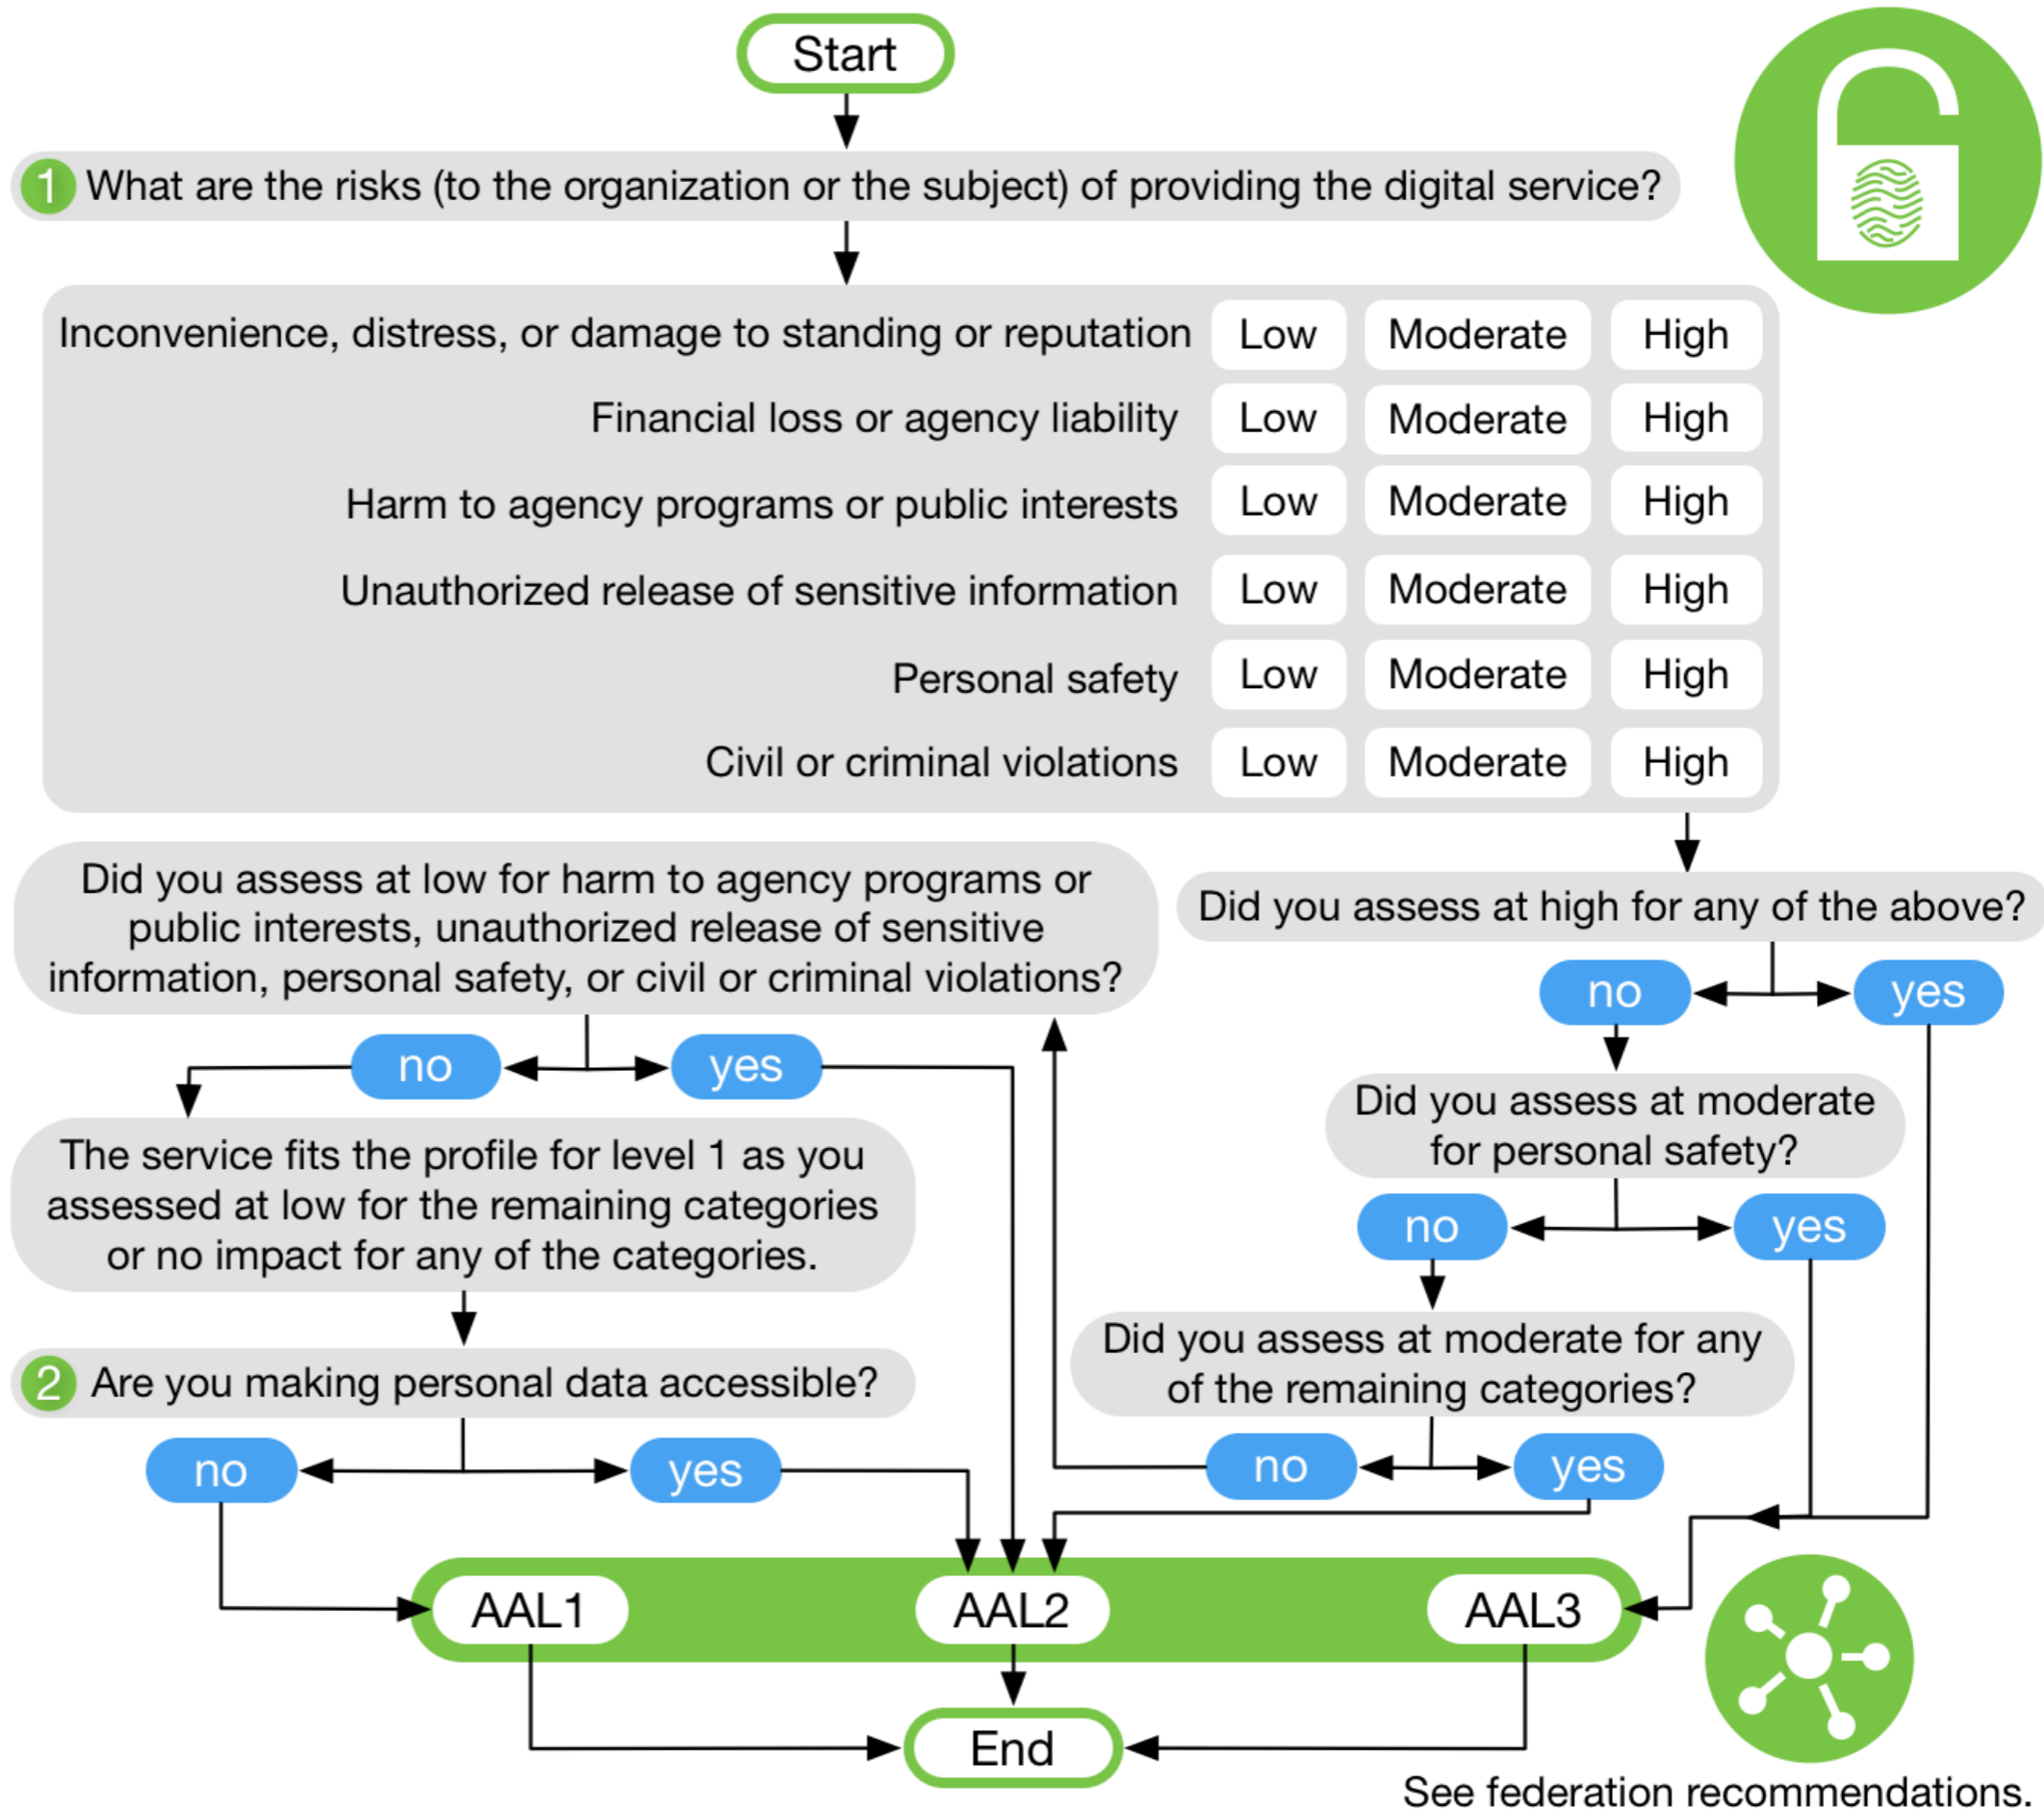 Start
1 What are the risks (to the organization or the subject) of providing the digital service?
Inconvenience, distress, or damage to standing or reputation Low Moderate High
Financial loss or agency liability Low Moderate High
Harm to agency programs or public interests Low Moderate High
Unauthorized release of sensitive information Low Moderate High
Personal safety Low Moderate High
Civil or criminal violations Low Moderate High
Did you assess at high for any of the above?
no yes
Did you assess at moderate
for personal safety?
no yes
Did you assess at moderate for any
of the remaining categories?
no yes
Did you assess at low for harm to agency programs or
public interests, unauthorized release of sensitive
information, personal safety, or civil or criminal violations?
no yes
The service fits the profile for level 1 as you
assessed at low for the remaining categories
or no impact for any of the categories.
2 Are you making personal data accessible?
no yes
AAL1 AAL2 AAL3
End
See federation recommendations.